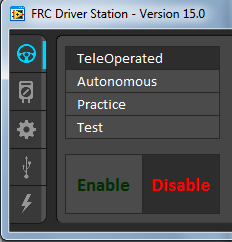 FRC Driver Station - Version 15.0
TeleOperated
Autonomous
Practice
Test
Enable Disable